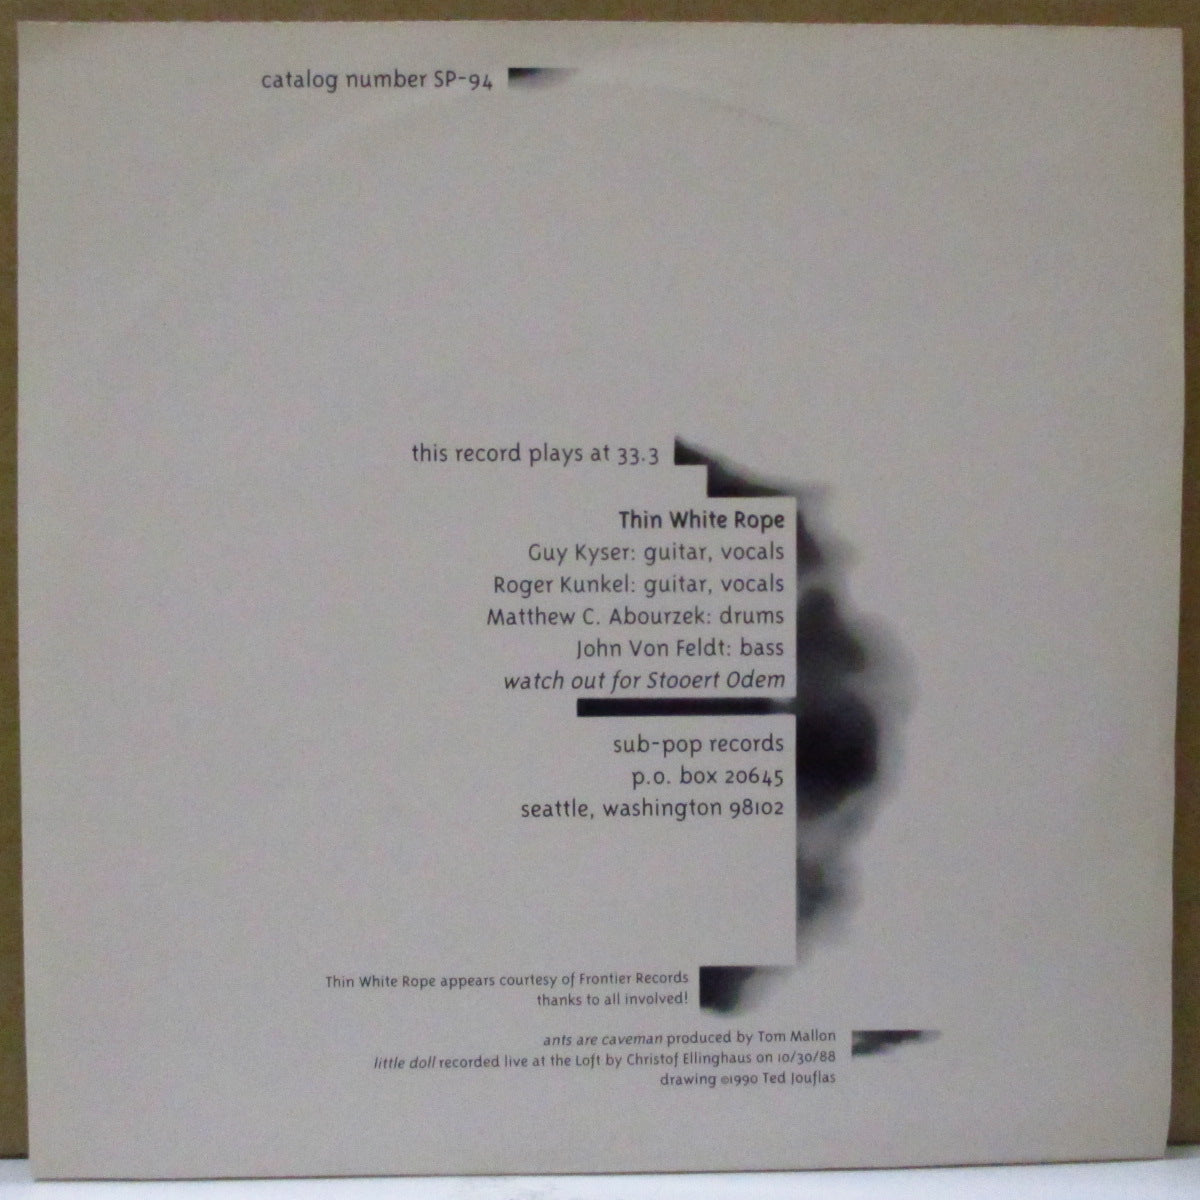 catalog number SP-94
this record plays at 33.3
Thin White Rope
Guy Kyser: guitar, vocals
Roger Kunkel: guitar, vocals
Matthew C. Abourzek: drums
John Von Feldt: bass
watch out for Stooert Odem
sub-pop records
p.o. box 20645
seattle, washington 98102
Thin White Rope appears courtesy of Frontier Records
thanks to all involved!
ants are caveman produced by Tom Mallon
little doll recorded live at the Loft by Christof Ellinghaus on 10/30/88
drawing ©1990 Ted Jouflas